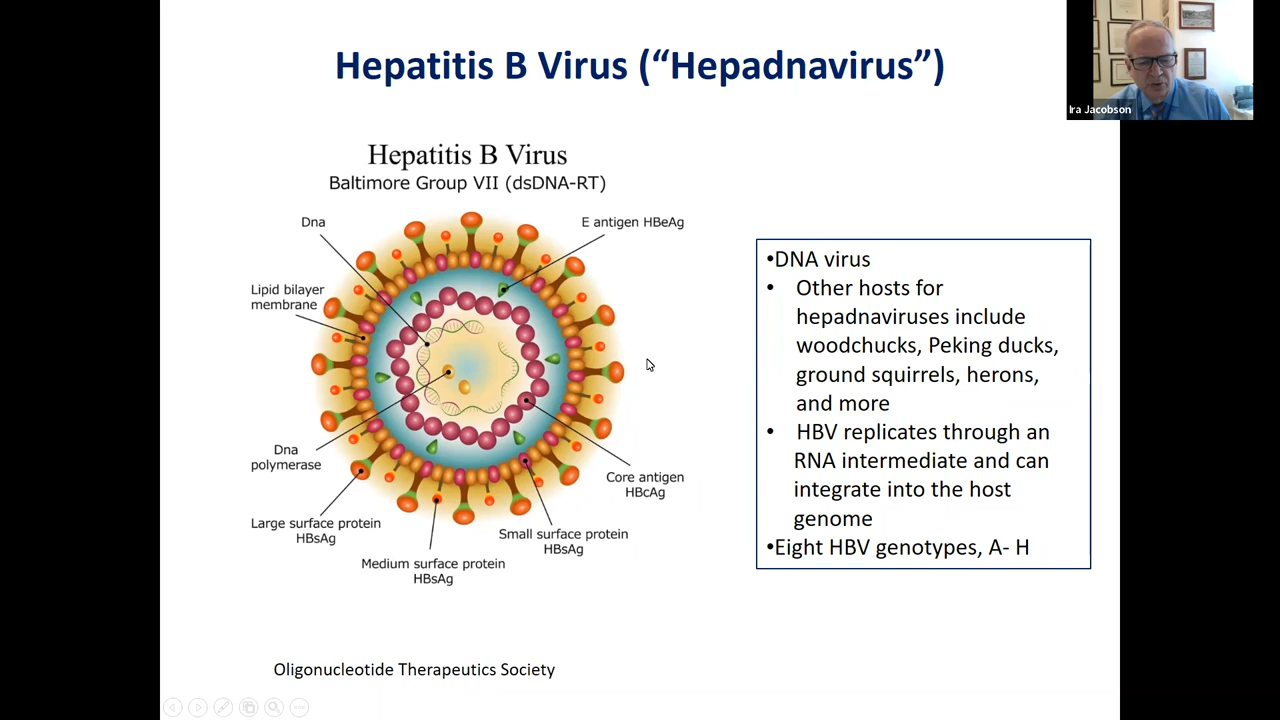 Hepatitis B Virus (“Hepadnavirus”)
Ira Jacobson
Hepatitis B Virus
Baltimore Group VII (dsDNA-RT)
Dna
E antigen HBeAg
Lipid bilayer
membrane
Dna
polymerase
Core antigen
HBcAg
Large surface protein
HBsAg
Small surface protein
HBsAg
Medium surface protein
HBsAg
•DNA virus
• Other hosts for
hepadnaviruses include
woodchucks, Peking ducks,
ground squirrels, herons,
and more
• HBV replicates through an
RNA intermediate and can
integrate into the host
genome
•Eight HBV genotypes, A- H
Oligonucleotide Therapeutics Society